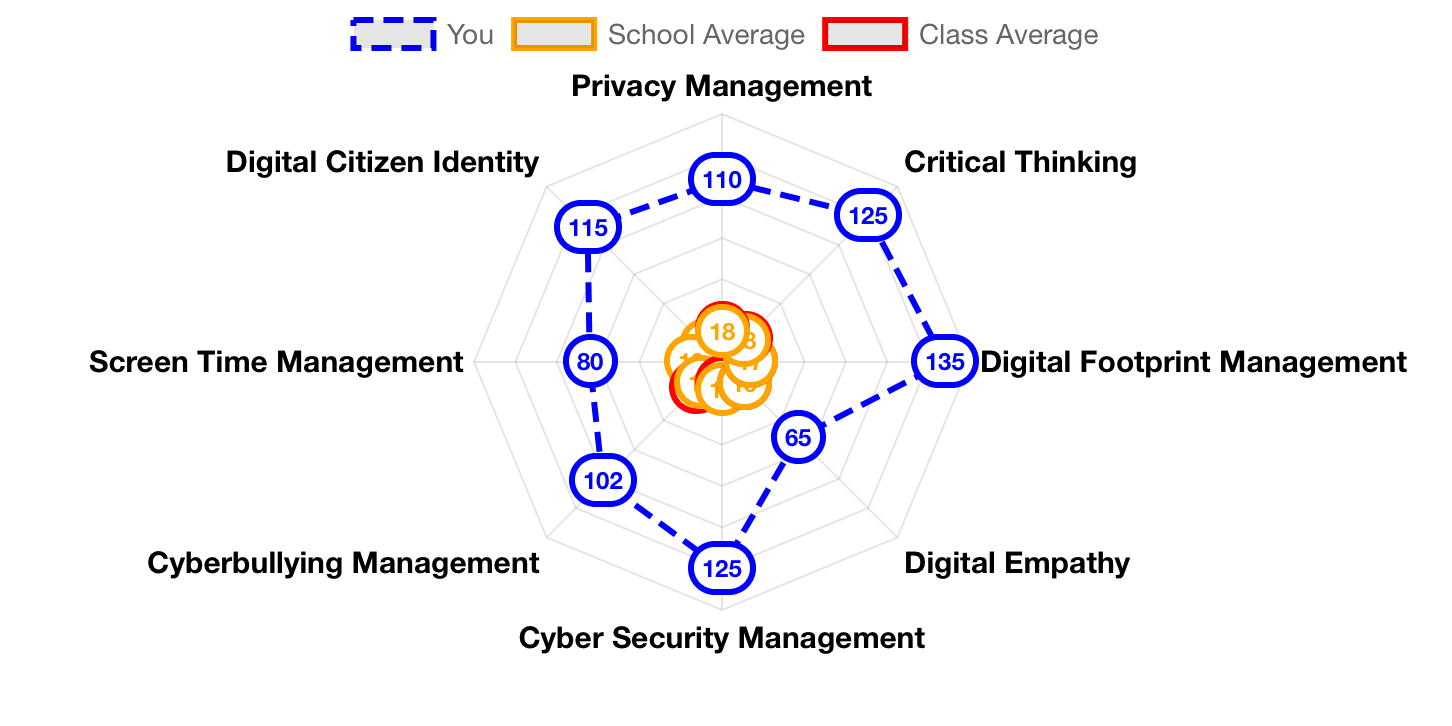 You School Average Class Average
Privacy Management
Digital Citizen Identity Critical Thinking
110
125
115
18
Screen Time Management 80 135 Digital Footprint Management
65
102
Cyberbullying Management Digital Empathy
125
Cyber Security Management